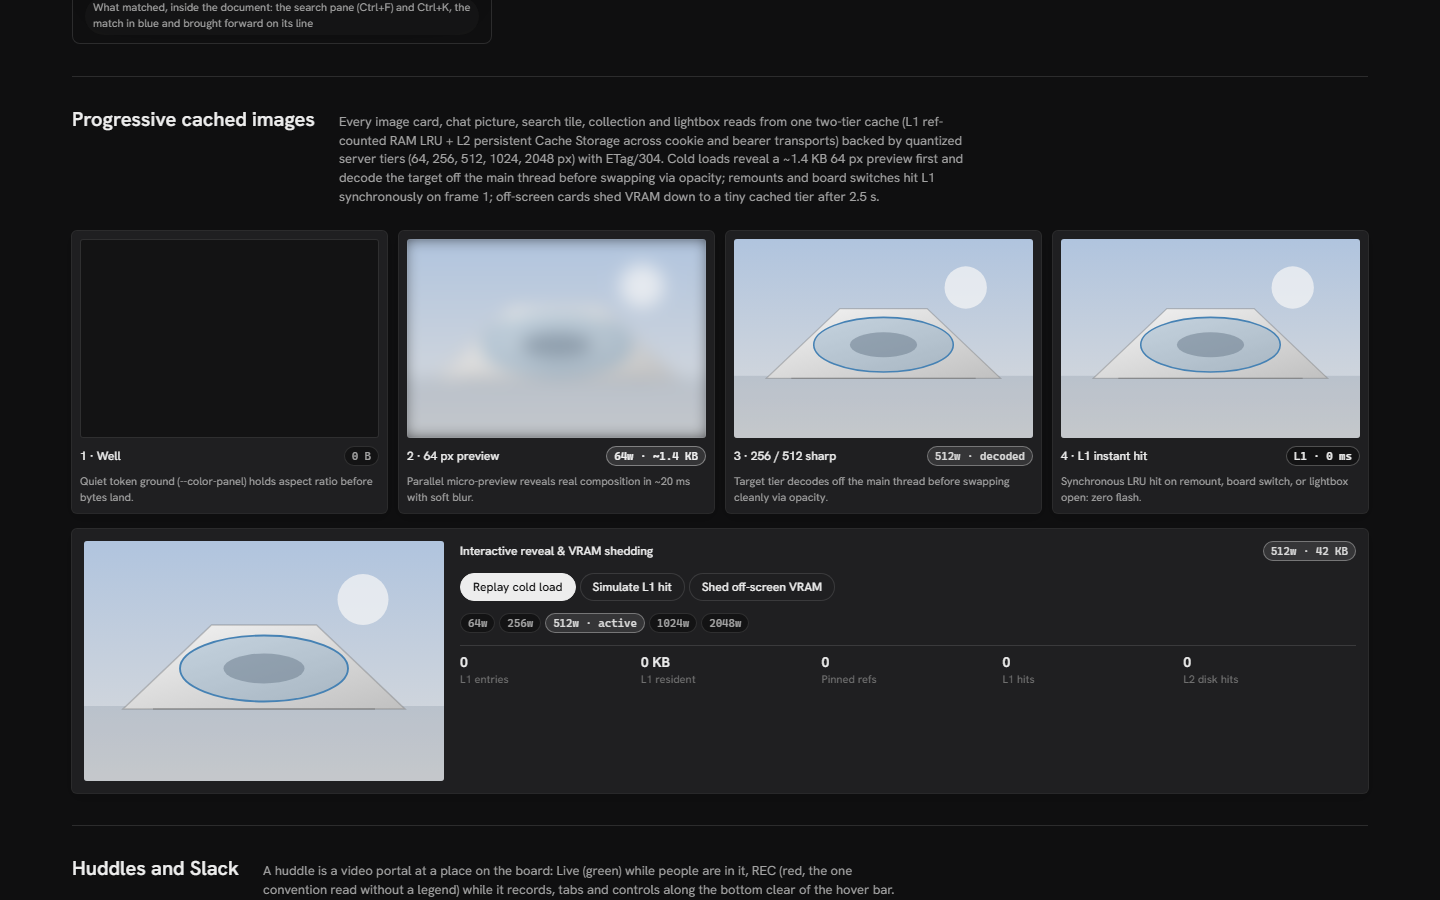 What matched, inside the document: the search pane (Ctrl+F) and Ctrl+K, the
match in blue and brought forward on its line
Progressive cached images
Every image card, chat picture, search tile, collection and lightbox reads from one two-tier cache (L1 ref-
counted RAM LRU + L2 persistent Cache Storage across cookie and bearer transports) backed by quantized
server tiers (64, 256, 512, 1024, 2048 px) with ETag/304. Cold loads reveal a ~1.4 KB 64 px preview first and
decode the target off the main thread before swapping via opacity; remounts and board switches hit L1
synchronously on frame 1; off-screen cards shed VRAM down to a tiny cached tier after 2.5 s.
1 · Well
0 B
Quiet token ground (--color-panel) holds aspect ratio before
bytes land.
2 · 64 px preview
64w · ~1.4 KB
Parallel micro-preview reveals real composition in ~20 ms
with soft blur.
3 · 256 / 512 sharp
512w · decoded
Target tier decodes off the main thread before swapping
cleanly via opacity.
4 · L1 instant hit
L1 · 0 ms
Synchronous LRU hit on remount, board switch, or lightbox
open: zero flash.
Interactive reveal & VRAM shedding
512w · 42 KB
Replay cold load
Simulate L1 hit
Shed off-screen VRAM
64w
256w
512w · active
1024w
2048w
0
L1 entries
0 KB
L1 resident
0
Pinned refs
0
L1 hits
0
L2 disk hits
Huddles and Slack
A huddle is a video portal at a place on the board: Live (green) while people are in it, REC (red, the one
convention read without a legend) while it records, tabs and controls along the bottom clear of the hover bar.